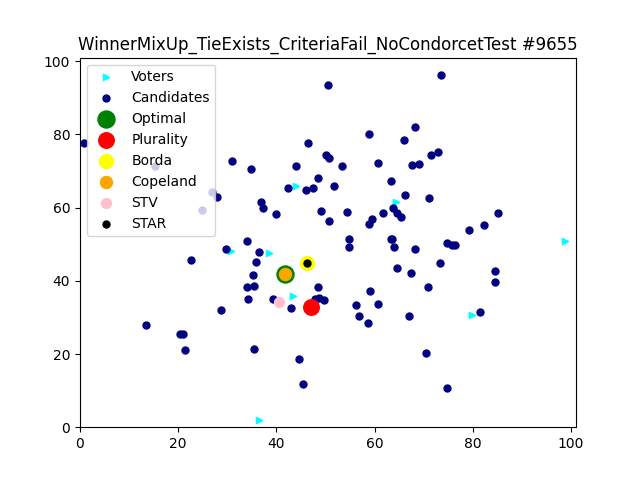 WinnerMixUp_TieExists_CriteriaFail_NoCondorcetTest #9655
100
80
60
40
20
0
Voters
Candidates
Optimal
Plurality
Borda
Copeland
STV
STAR
0 20 40 60 80 100